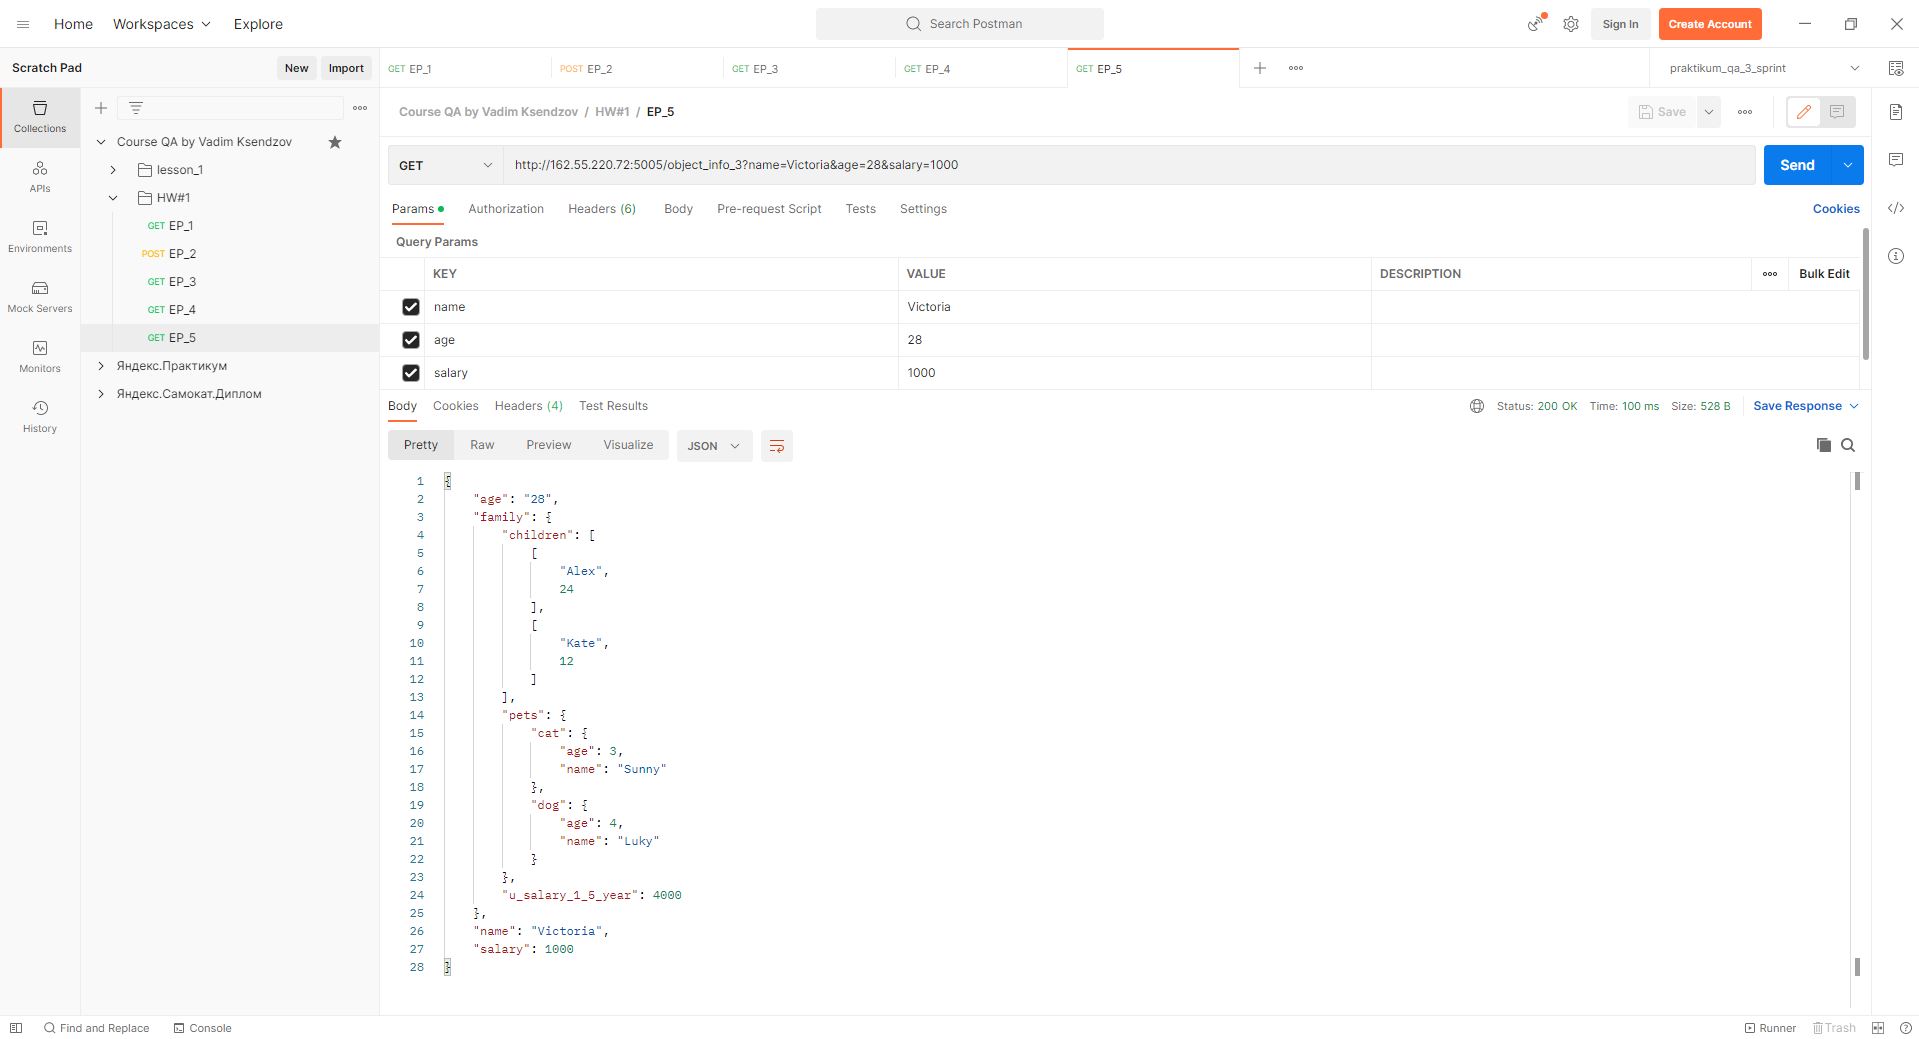 Home Workspaces Explore Search Postman Sign In Create Account
Scratch Pad New Import GET EP_1 POST EP_2 GET EP_3 GET EP_4 GET EP_5 praktikum_qa_3_sprint
Collections
APIs
Environments
Mock Servers
Monitors
History
Course QA by Vadim Ksendzov
lesson_1
HW#1
GET EP_1
POST EP_2
GET EP_3
GET EP_4
GET EP_5
Яндекс.Практикум
Яндекс.Самокат.Диплом
Course QA by Vadim Ksendzov / HW#1 / EP_5 Save
GET http://162.55.220.72:5005/object_info_3?name=Victoria&age=28&salary=1000 Send
Params Authorization Headers (6) Body Pre-request Script Tests Settings Cookies
Query Params
KEY VALUE DESCRIPTION Bulk Edit
name Victoria
age 28
salary 1000
Body Cookies Headers (4) Test Results Status: 200 OK Time: 100 ms Size: 528 B Save Response
Pretty Raw Preview Visualize JSON
1 {
2 "age": "28",
3 "family": {
4 "children": [
5 [
6 "Alex",
7 24
8 ],
9 [
10 "Kate",
11 12
12 ]
13 ],
14 "pets": {
15 "cat": {
16 "age": 3,
17 "name": "Sunny"
18 },
19 "dog": {
20 "age": 4,
21 "name": "Luky"
22 }
23 },
24 "u_salary_1_5_year": 4000
25 },
26 "name": "Victoria",
27 "salary": 1000
28 }
Find and Replace Console Runner Trash